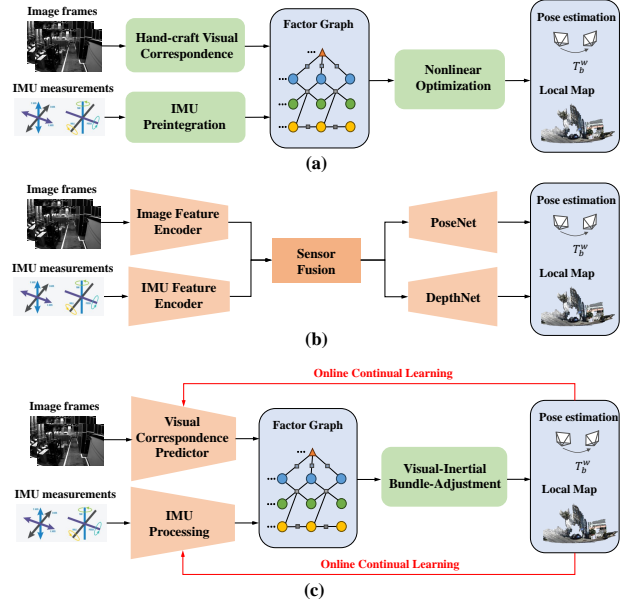 Image frames
Hand-craft Visual
Correspondence
IMU measurements
IMU
Preintegration
Factor Graph
...
...
...
...
Nonlinear
Optimization
Pose estimation
T_b^w
Local Map
(a)
Image frames
Image Feature
Encoder
IMU measurements
IMU Feature
Encoder
Sensor
Fusion
PoseNet
DepthNet
Pose estimation
T_b^w
Local Map
(b)
Online Continual Learning
Image frames
Visual
Correspondence
Predictor
IMU measurements
IMU
Processing
Factor Graph
...
...
...
...
Visual-Inertial
Bundle-Adjustment
Pose estimation
T_b^w
Local Map
Online Continual Learning
(c)